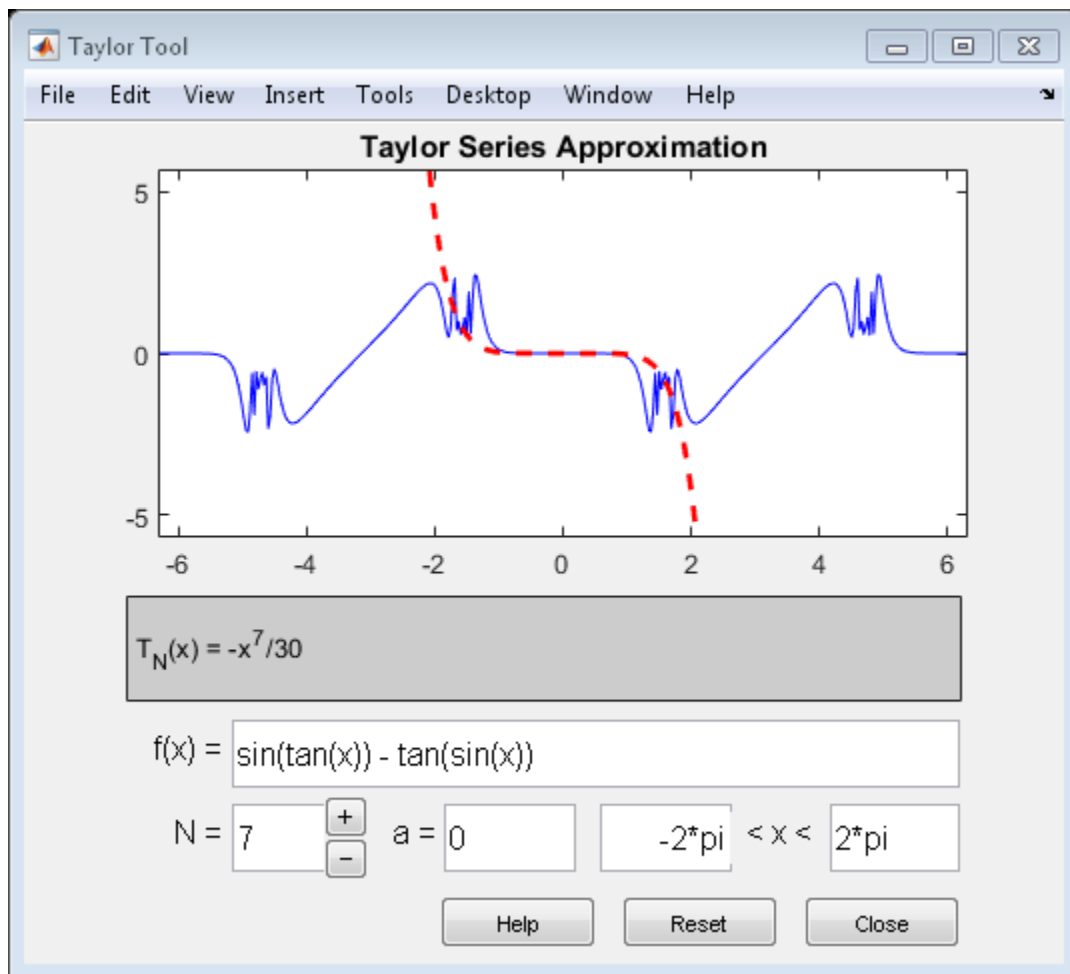 Taylor Tool
File Edit View Insert Tools Desktop Window Help
Taylor Series Approximation
5
0
-5
-6 -4 -2 0 2 4 6
T_N(x) = -x^7/30
f(x) = sin(tan(x)) - tan(sin(x))
N = 7 + − a = 0 -2*pi < x < 2*pi
Help Reset Close